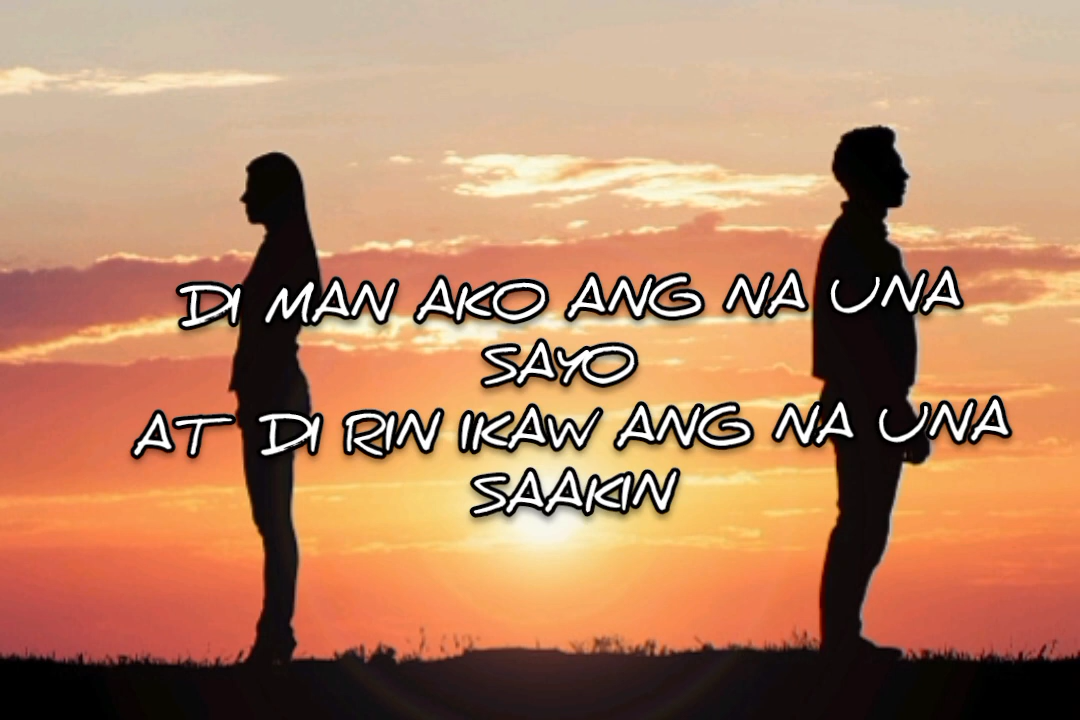 DI MAN AKO ANG NA UNA
SAYO
AT DI RIN IKAW ANG NA UNA
SAAKIN